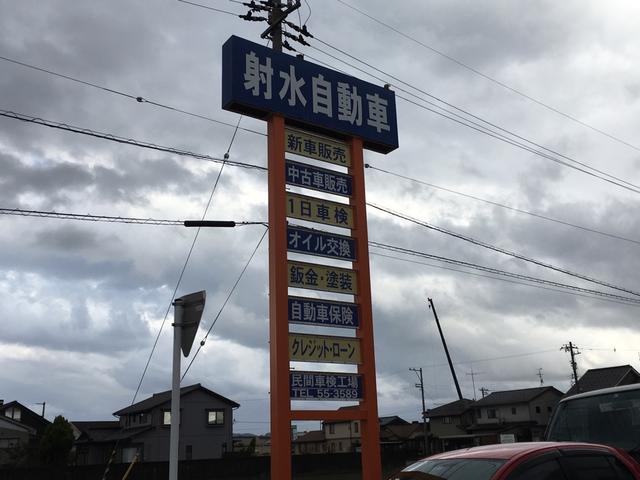 射水自動車
新車販売
中古車販売
1日車検
オイル交換
鈑金・塗装
自動車保険
クレジット・ローン
民間車検工場
TEL 55-3589